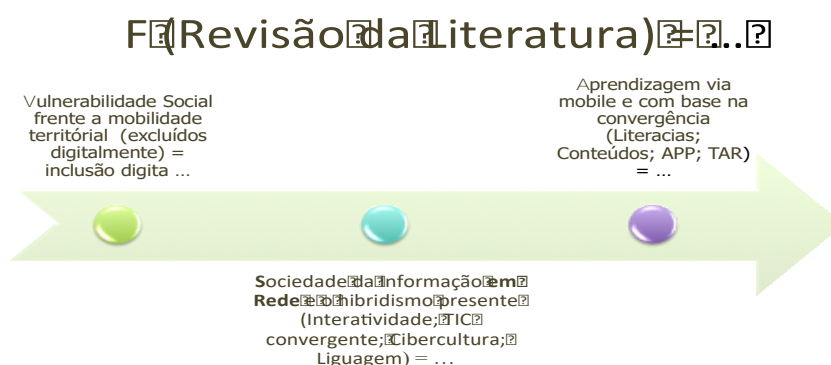 F (Revisão da Literatura) = ...
Vulnerabilidade Social
frente a mobilidade
territórial (excluídos
digitalmente) =
inclusão digita ...
Sociedade da Informação em
Rede e o hibridismo presente
(Interatividade; TIC
convergente; Cibercultura;
Liguagem) = ...
Aprendizagem via
mobile e com base na
convergência
(Literacias;
Conteúdos; APP; TAR)
= ...